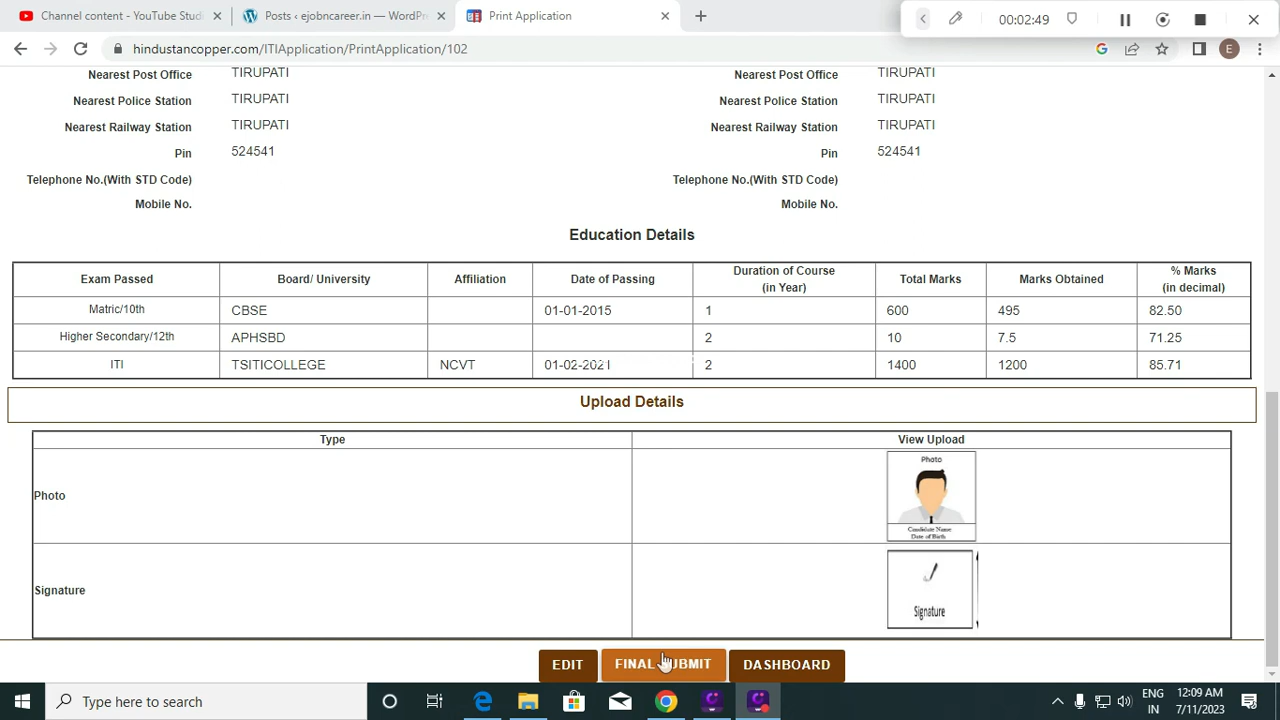 Channel content - YouTube Studi
Posts ‹ ejobncareer.in — WordPr
Print Application
00:02:49
hindustancopper.com/ITIApplication/PrintApplication/102
E
Nearest Post Office TIRUPATI Nearest Post Office TIRUPATI
Nearest Police Station TIRUPATI Nearest Police Station TIRUPATI
Nearest Railway Station TIRUPATI Nearest Railway Station TIRUPATI
Pin 524541 Pin 524541
Telephone No.(With STD Code) Telephone No.(With STD Code)
Mobile No. Mobile No.
Education Details
Exam Passed Board/ University Affiliation Date of Passing Duration of Course (in Year) Total Marks Marks Obtained % Marks (in decimal)
Matric/10th CBSE 01-01-2015 1 600 495 82.50
Higher Secondary/12th APHSBD 2 10 7.5 71.25
ITI TSITICOLLEGE NCVT 01-02-2021 2 1400 1200 85.71
Upload Details
Type View Upload
Photo
Photo
Candidate Name
Date of Birth
Signature
Signature
EDIT FINAL SUBMIT DASHBOARD
Type here to search
ENG
IN
12:09 AM
7/11/2023